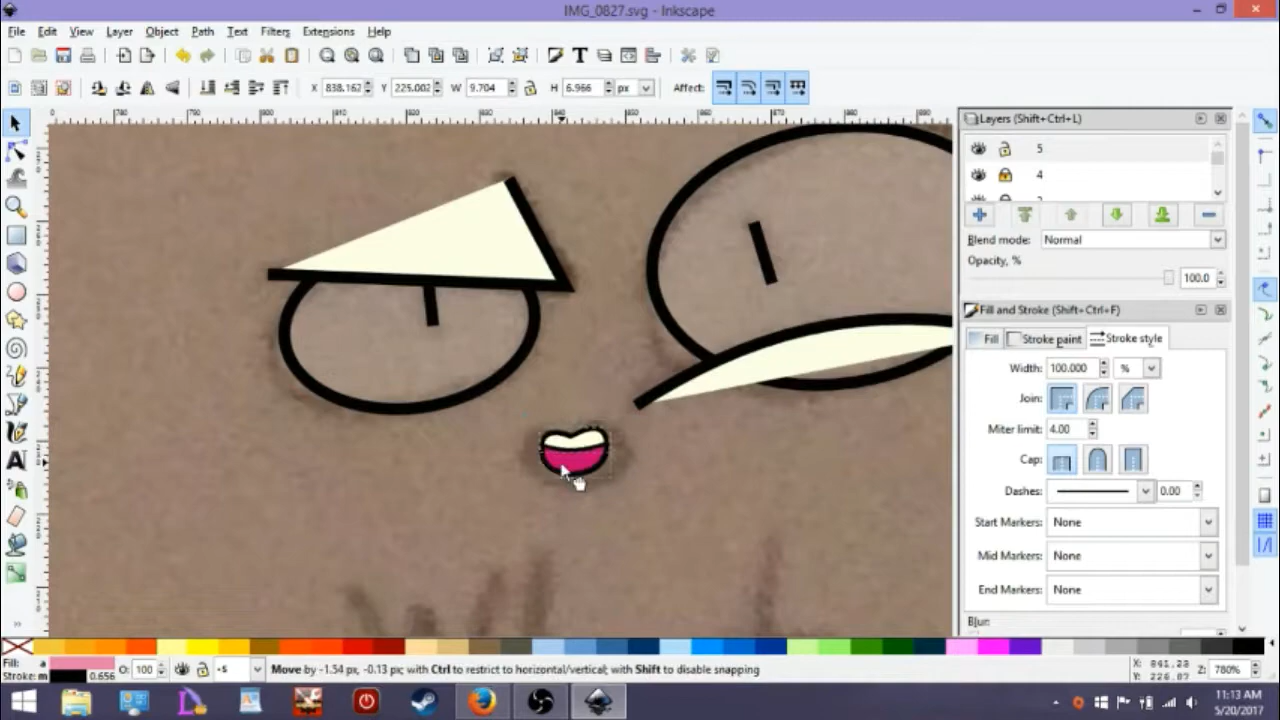 IMG_0827.svg - Inkscape
File Edit View Layer Object Path Text Filters Extensions Help
X 838.162 Y 225.002 W 9.704 H 6.966 px Affect:
Layers (Shift+Ctrl+L)
5
4
Blend mode: Normal
Opacity, % 100.0
Fill and Stroke (Shift+Ctrl+F)
Fill Stroke paint Stroke style
Width: 100.000 %
Join:
Miter limit: 4.00
Cap:
Dashes: 0.00
Start Markers: None
Mid Markers: None
End Markers: None
Blur:
Fill: a O: 100 -5 Move by -1.54 px, -0.13 px; with Ctrl to restrict to horizontal/vertical; with Shift to disable snapping X: 841.23 Z: 780%
Stroke: m 0.656 Y: 226.07
11:13 AM
5/20/2017